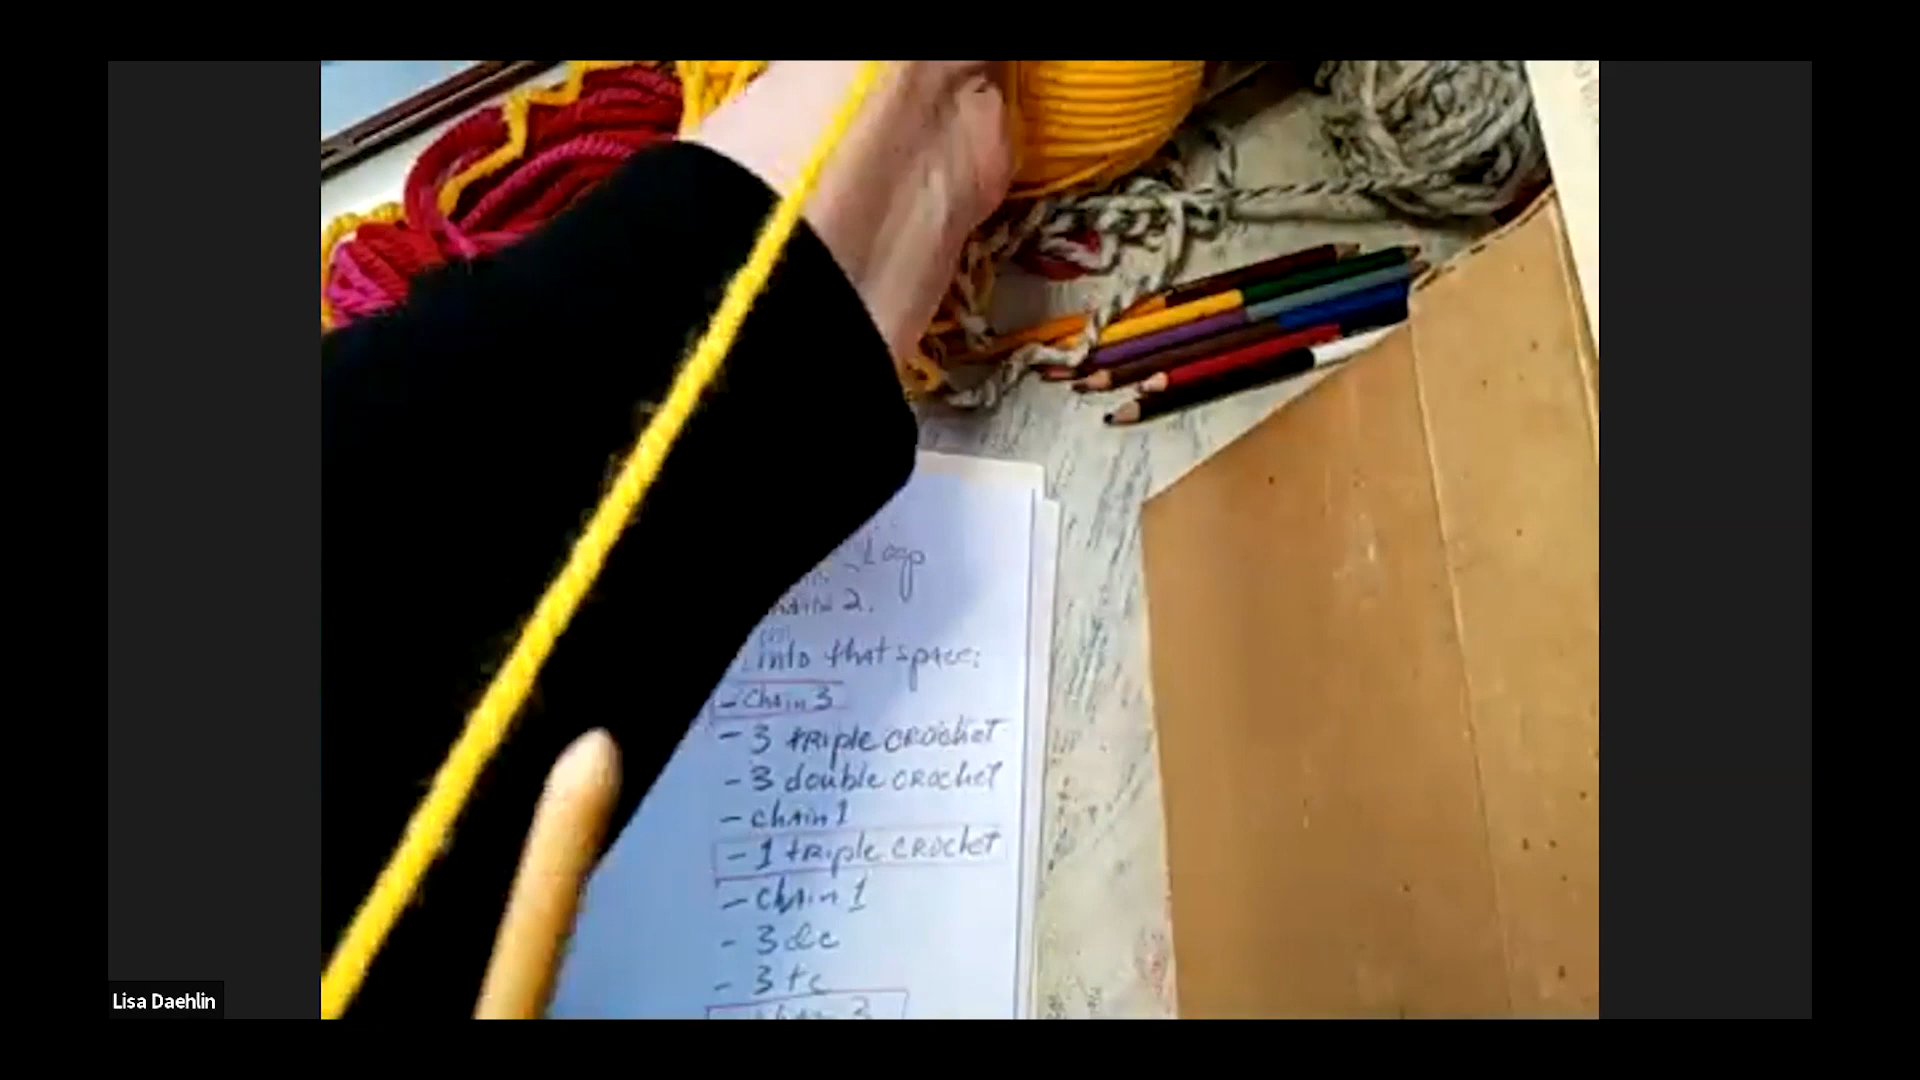 Loop
chain 2.
into that space:
- chain 3
- 3 triple crochet
- 3 double crochet
- chain 1
- 1 triple crochet
- chain 1
- 3 dc
- 3 tc
Lisa Daehlin